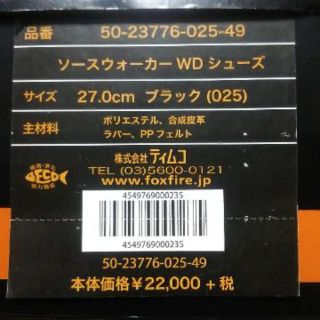 品番 50-23776-025-49
ソースウォーカー WD シューズ
サイズ 27.0cm ブラック (025)
主材料 ポリエステル、合成皮革
ラバー、PPフェルト
株式会社 ティムコ
TEL (03)5600-0121
www.foxfire.jp
ECO
4549769000235
4549769000235
50-23776-025-49
本体価格¥22,000+税